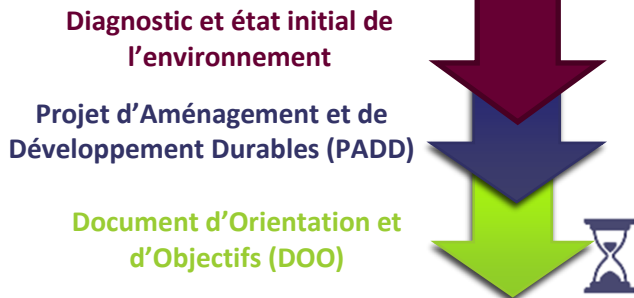 Diagnostic et état initial de
l’environnement
Projet d’Aménagement et de
Développement Durables (PADD)
Document d’Orientation et
d’Objectifs (DOO)